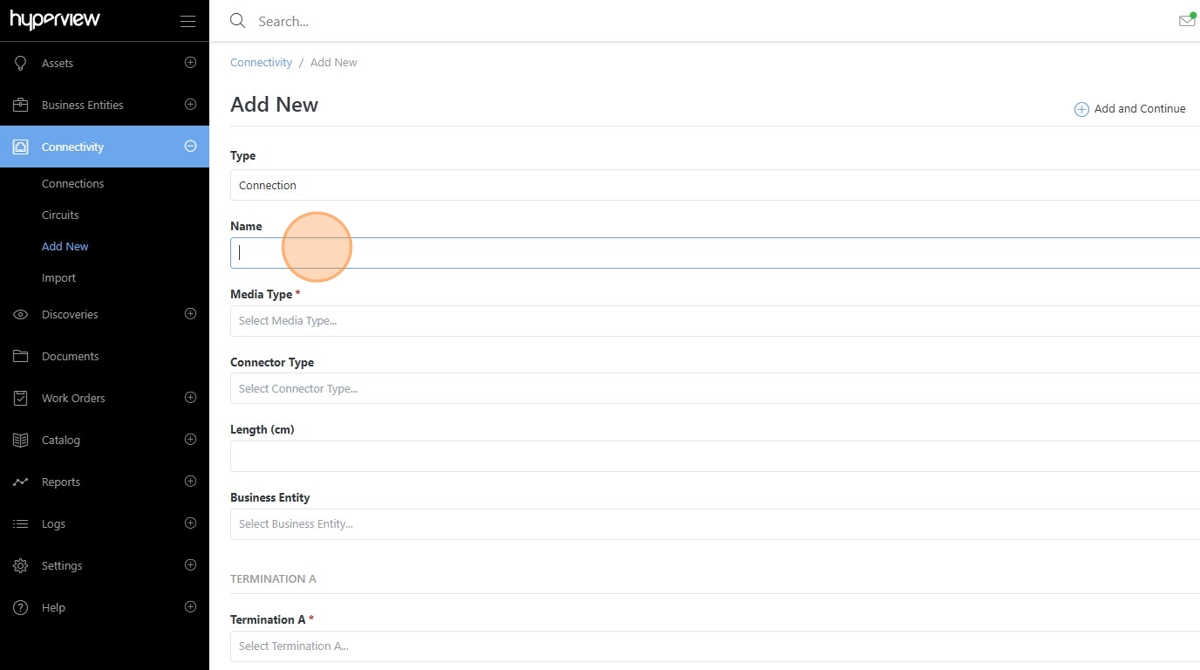 hyperview
Search...
Assets
Business Entities
Connectivity
Connections
Circuits
Add New
Import
Discoveries
Documents
Work Orders
Catalog
Reports
Logs
Settings
Help
Connectivity / Add New
Add New
Add and Continue
Type
Connection
Name
Media Type *
Select Media Type...
Connector Type
Select Connector Type...
Length (cm)
Business Entity
Select Business Entity...
TERMINATION A
Termination A *
Select Termination A...